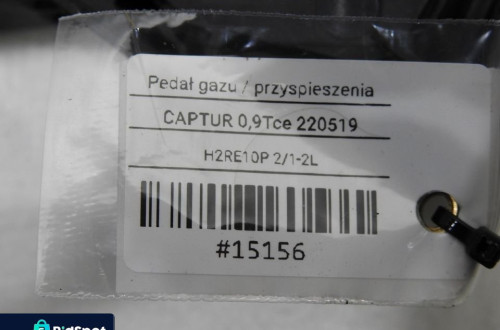 Pedał gazu / przyspieszenia
CAPTUR 0,9Tce 220519
H2RE10P 2/1-2L
#15156